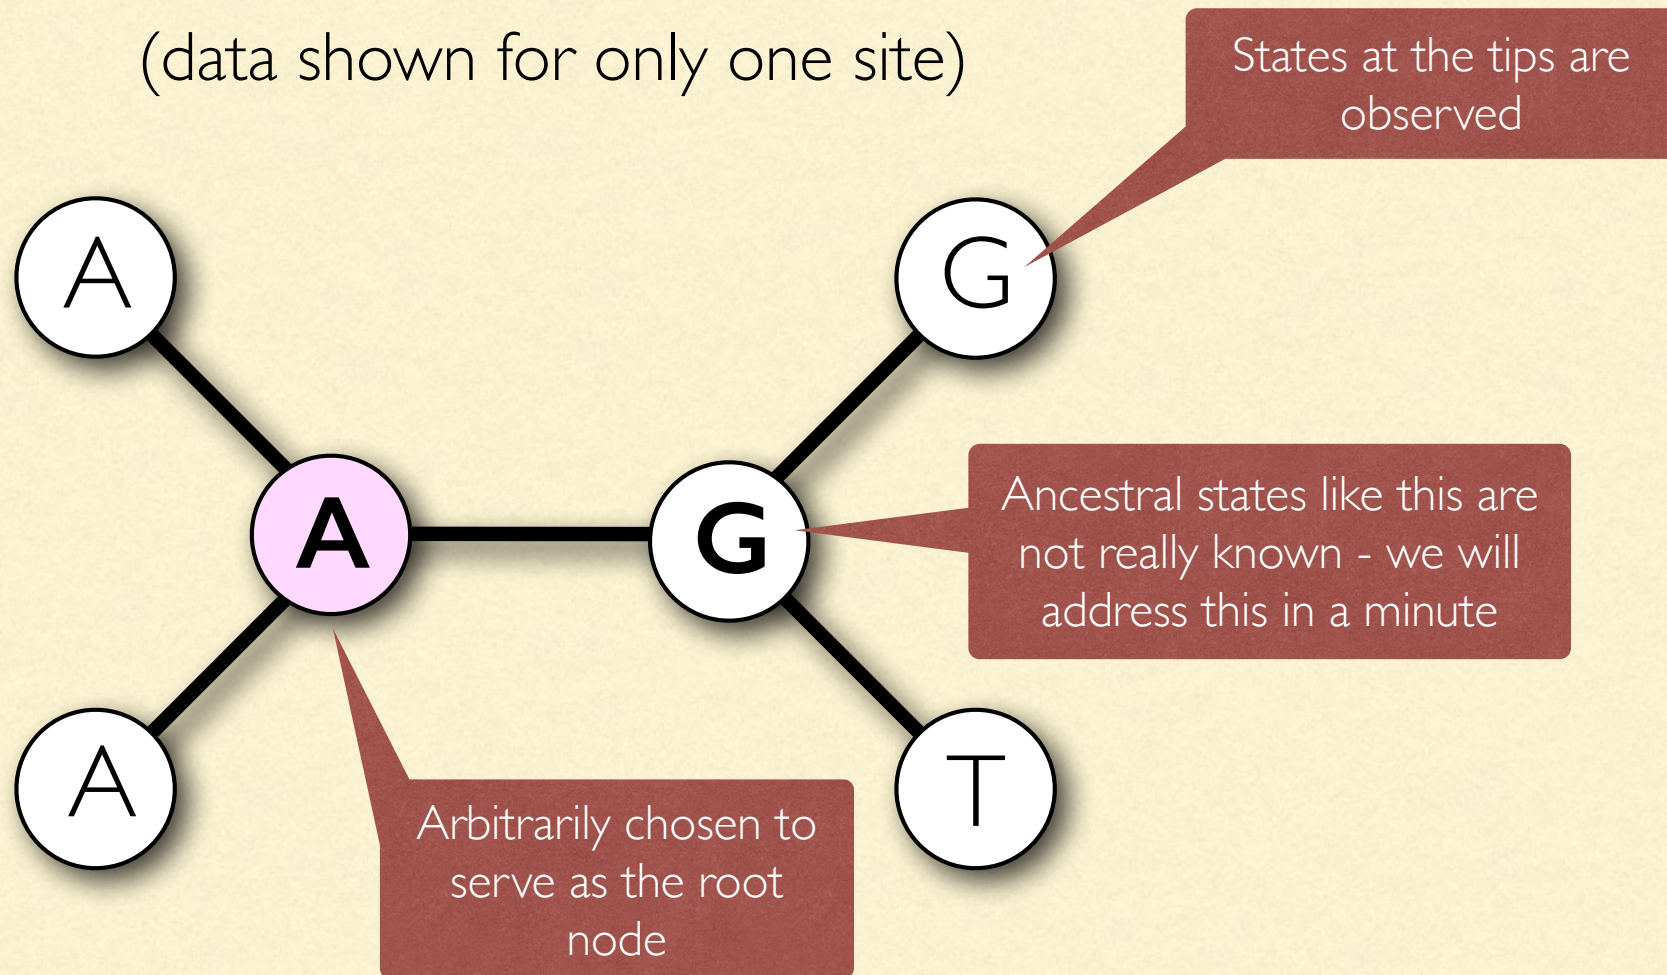 (data shown for only one site)
States at the tips are
observed
A
G
A
G
Ancestral states like this are
not really known - we will
address this in a minute
A
T
Arbitrarily chosen to
serve as the root
node